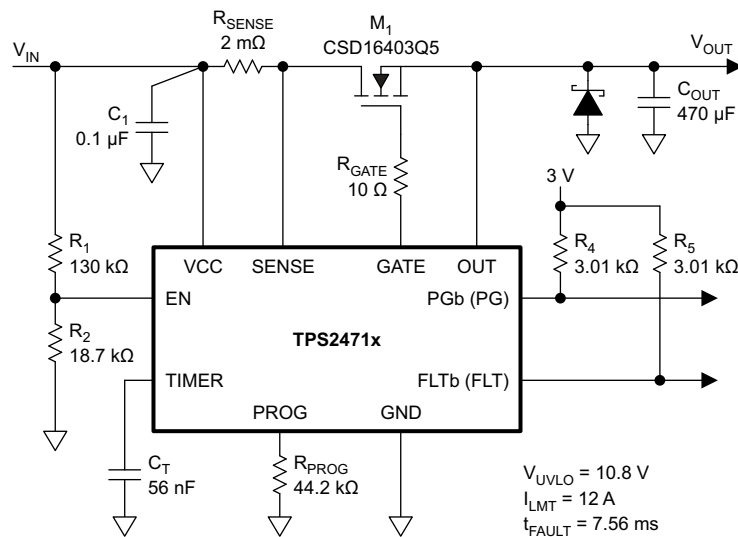 R_SENSE
2 mΩ
M_1
CSD16403Q5
V_IN
V_OUT
C_1
0.1 µF
C_OUT
470 µF
R_GATE
10 Ω
3 V
R_1
130 kΩ
R_4
3.01 kΩ
R_5
3.01 kΩ
VCC
SENSE
GATE
OUT
EN
PGb (PG)
R_2
18.7 kΩ
TPS2471x
TIMER
FLTb (FLT)
PROG
GND
C_T
56 nF
R_PROG
44.2 kΩ
V_UVLO = 10.8 V
I_LMT = 12 A
t_FAULT = 7.56 ms